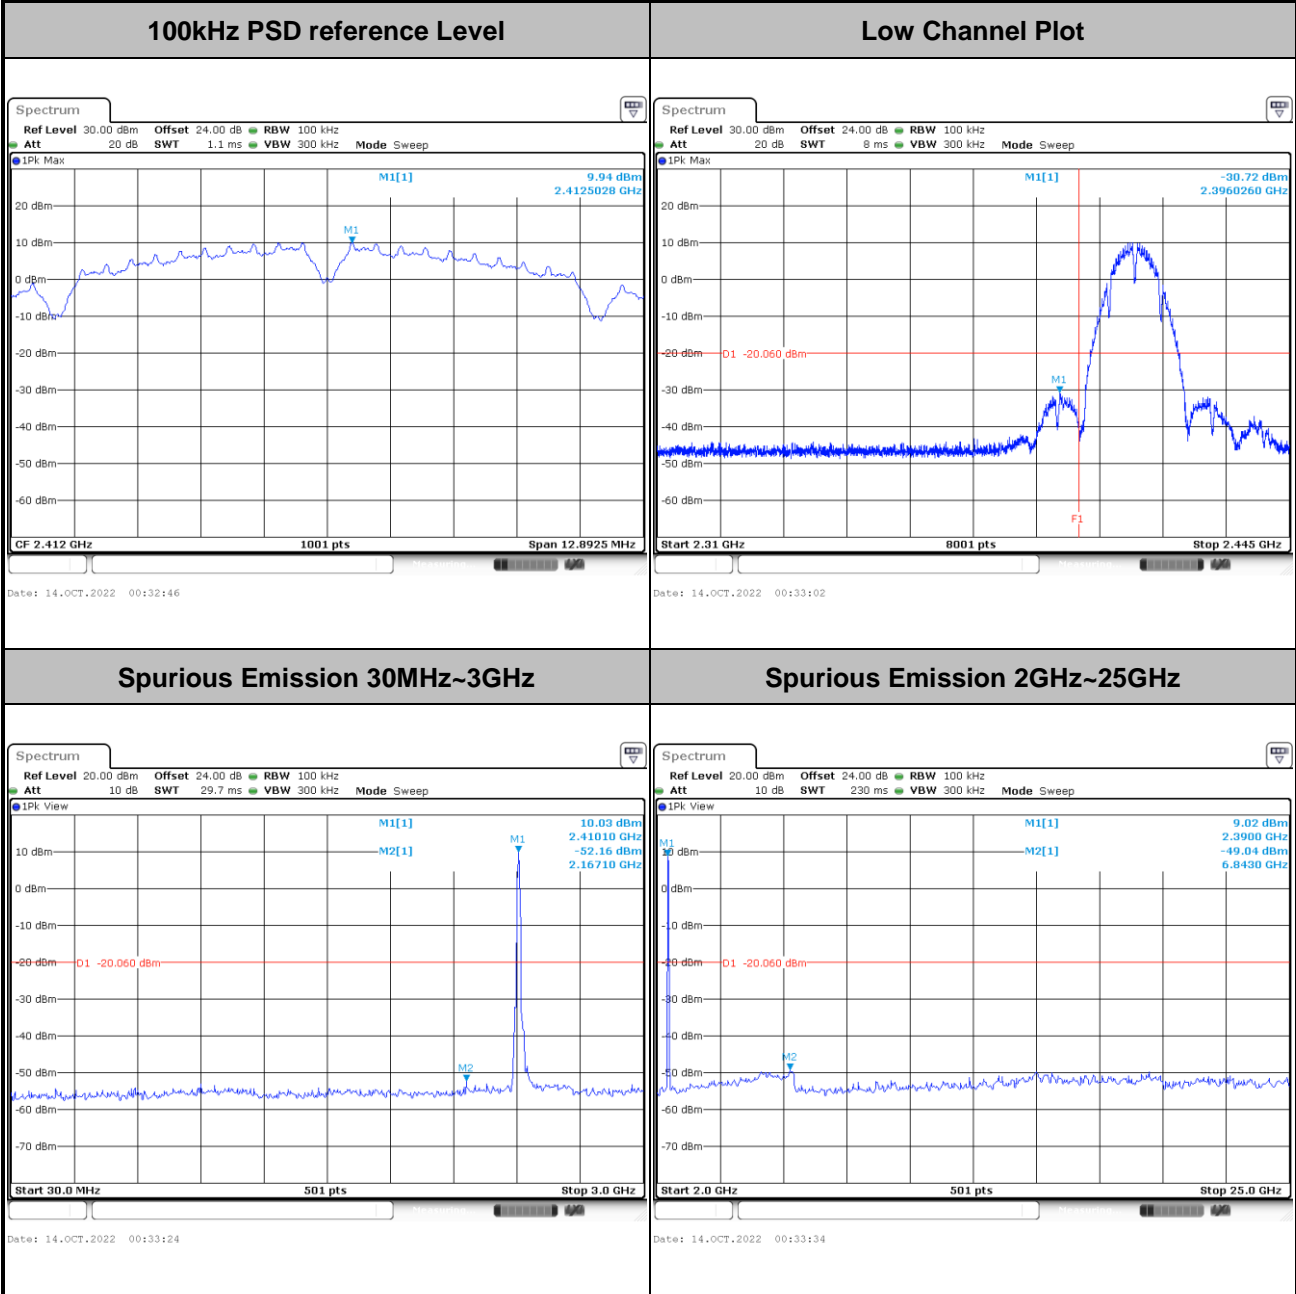 100kHz PSD reference Level
Low Channel Plot
Spectrum
Ref Level 30.00 dBm Offset 24.00 dB RBW 100 kHz
Att 20 dB SWT 1.1 ms VBW 300 kHz Mode Sweep
1Pk Max
M1[1] 9.94 dBm
2.4125028 GHz
20 dBm
M1
10 dBm
0 dBm
-10 dBm
-20 dBm
-30 dBm
-40 dBm
-50 dBm
-60 dBm
CF 2.412 GHz 1001 pts Span 12.8925 MHz
Measuring
Date: 14.OCT.2022 00:32:46
Spectrum
Ref Level 30.00 dBm Offset 24.00 dB RBW 100 kHz
Att 20 dB SWT 8 ms VBW 300 kHz Mode Sweep
1Pk Max
M1[1] -30.72 dBm
2.3960260 GHz
20 dBm
10 dBm
0 dBm
-10 dBm
-20 dBm D1 -20.060 dBm
-30 dBm
M1
-40 dBm
-50 dBm
-60 dBm
F1
Start 2.31 GHz 8001 pts Stop 2.445 GHz
Measuring
Date: 14.OCT.2022 00:33:02
Spurious Emission 30MHz~3GHz
Spurious Emission 2GHz~25GHz
Spectrum
Ref Level 20.00 dBm Offset 24.00 dB RBW 100 kHz
Att 10 dB SWT 29.7 ms VBW 300 kHz Mode Sweep
1Pk View
M1[1] 10.03 dBm
2.41010 GHz
M2[1] -52.16 dBm
2.16710 GHz
M1
10 dBm
0 dBm
-10 dBm
-20 dBm D1 -20.060 dBm
-30 dBm
-40 dBm
-50 dBm
M2
-60 dBm
-70 dBm
Start 30.0 MHz 501 pts Stop 3.0 GHz
Measuring
Date: 14.OCT.2022 00:33:24
Spectrum
Ref Level 20.00 dBm Offset 24.00 dB RBW 100 kHz
Att 10 dB SWT 230 ms VBW 300 kHz Mode Sweep
1Pk View
M1[1] 9.02 dBm
2.3900 GHz
M2[1] -49.04 dBm
6.8430 GHz
M1
10 dBm
0 dBm
-10 dBm
-20 dBm D1 -20.060 dBm
-30 dBm
-40 dBm
M2
-50 dBm
-60 dBm
-70 dBm
Start 2.0 GHz 501 pts Stop 25.0 GHz
Measuring
Date: 14.OCT.2022 00:33:34